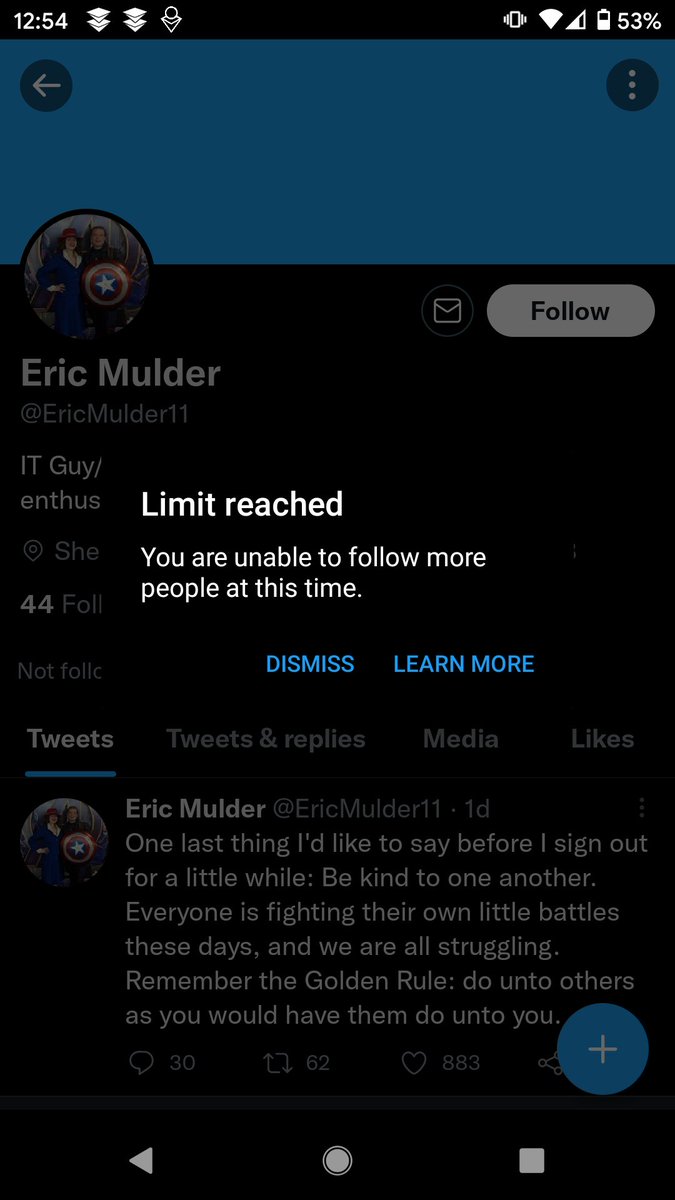 12:54
53%
Follow
Eric Mulder
@EricMulder11
IT Guy/
enthus
She
44 Foll
Not follo
Limit reached
You are unable to follow more
people at this time.
DISMISS LEARN MORE
Tweets Tweets & replies Media Likes
Eric Mulder @EricMulder11 · 1d
One last thing I'd like to say before I sign out
for a little while: Be kind to one another.
Everyone is fighting their own little battles
these days, and we are all struggling.
Remember the Golden Rule: do unto others
as you would have them do unto you.
30 62 883